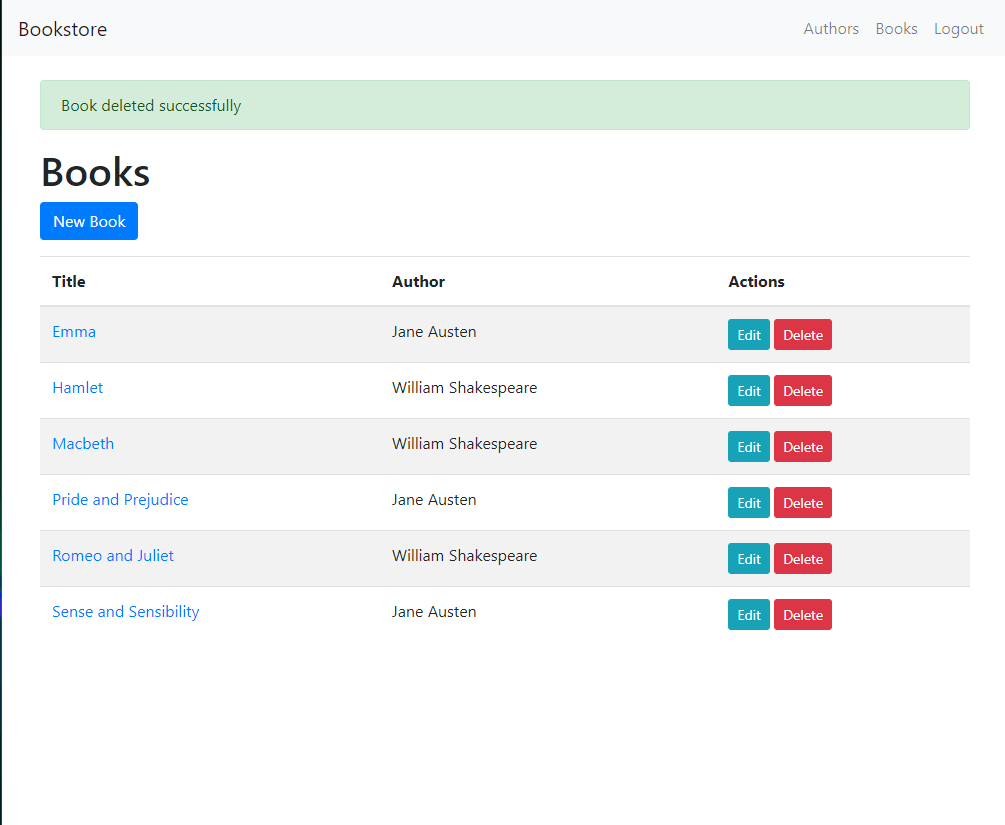 Bookstore Authors Books Logout
Book deleted successfully
Books
New Book
Title Author Actions
Emma Jane Austen Edit Delete
Hamlet William Shakespeare Edit Delete
Macbeth William Shakespeare Edit Delete
Pride and Prejudice Jane Austen Edit Delete
Romeo and Juliet William Shakespeare Edit Delete
Sense and Sensibility Jane Austen Edit Delete